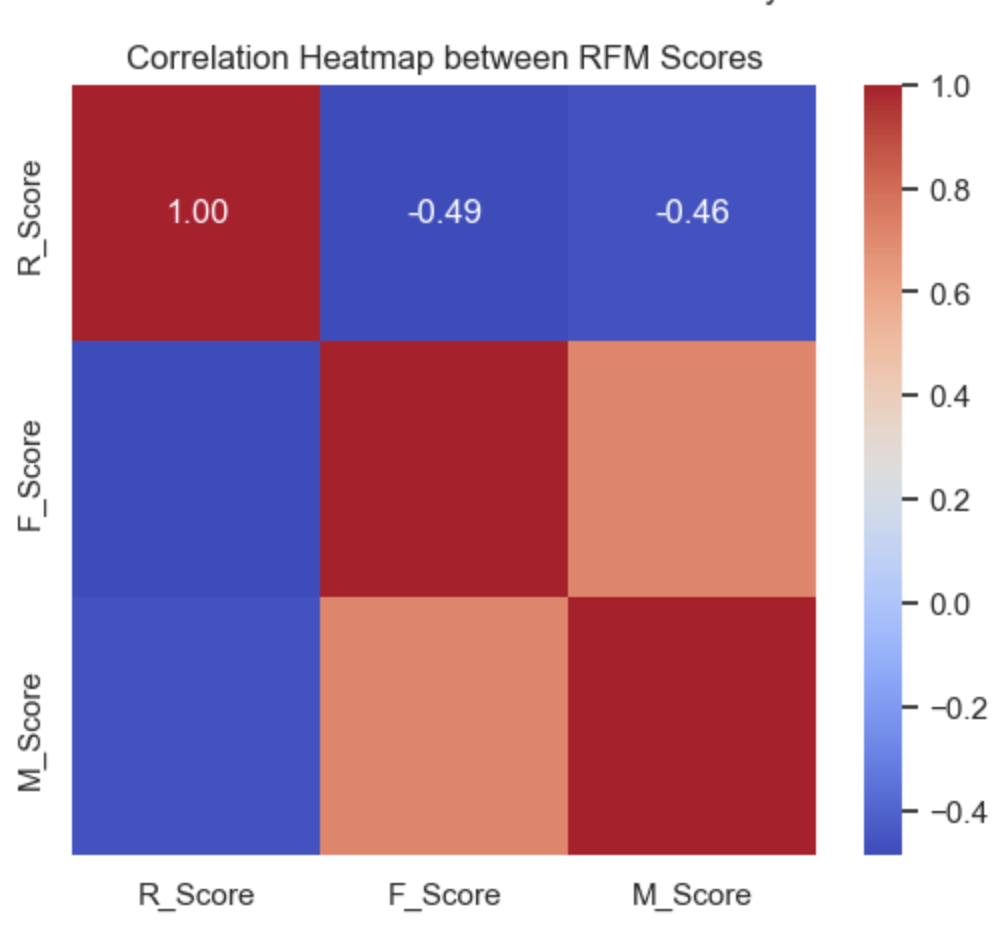 Correlation Heatmap between RFM Scores
R_Score
1.00
-0.49
-0.46
F_Score
M_Score
R_Score
F_Score
M_Score
1.0
0.8
0.6
0.4
0.2
0.0
−0.2
−0.4